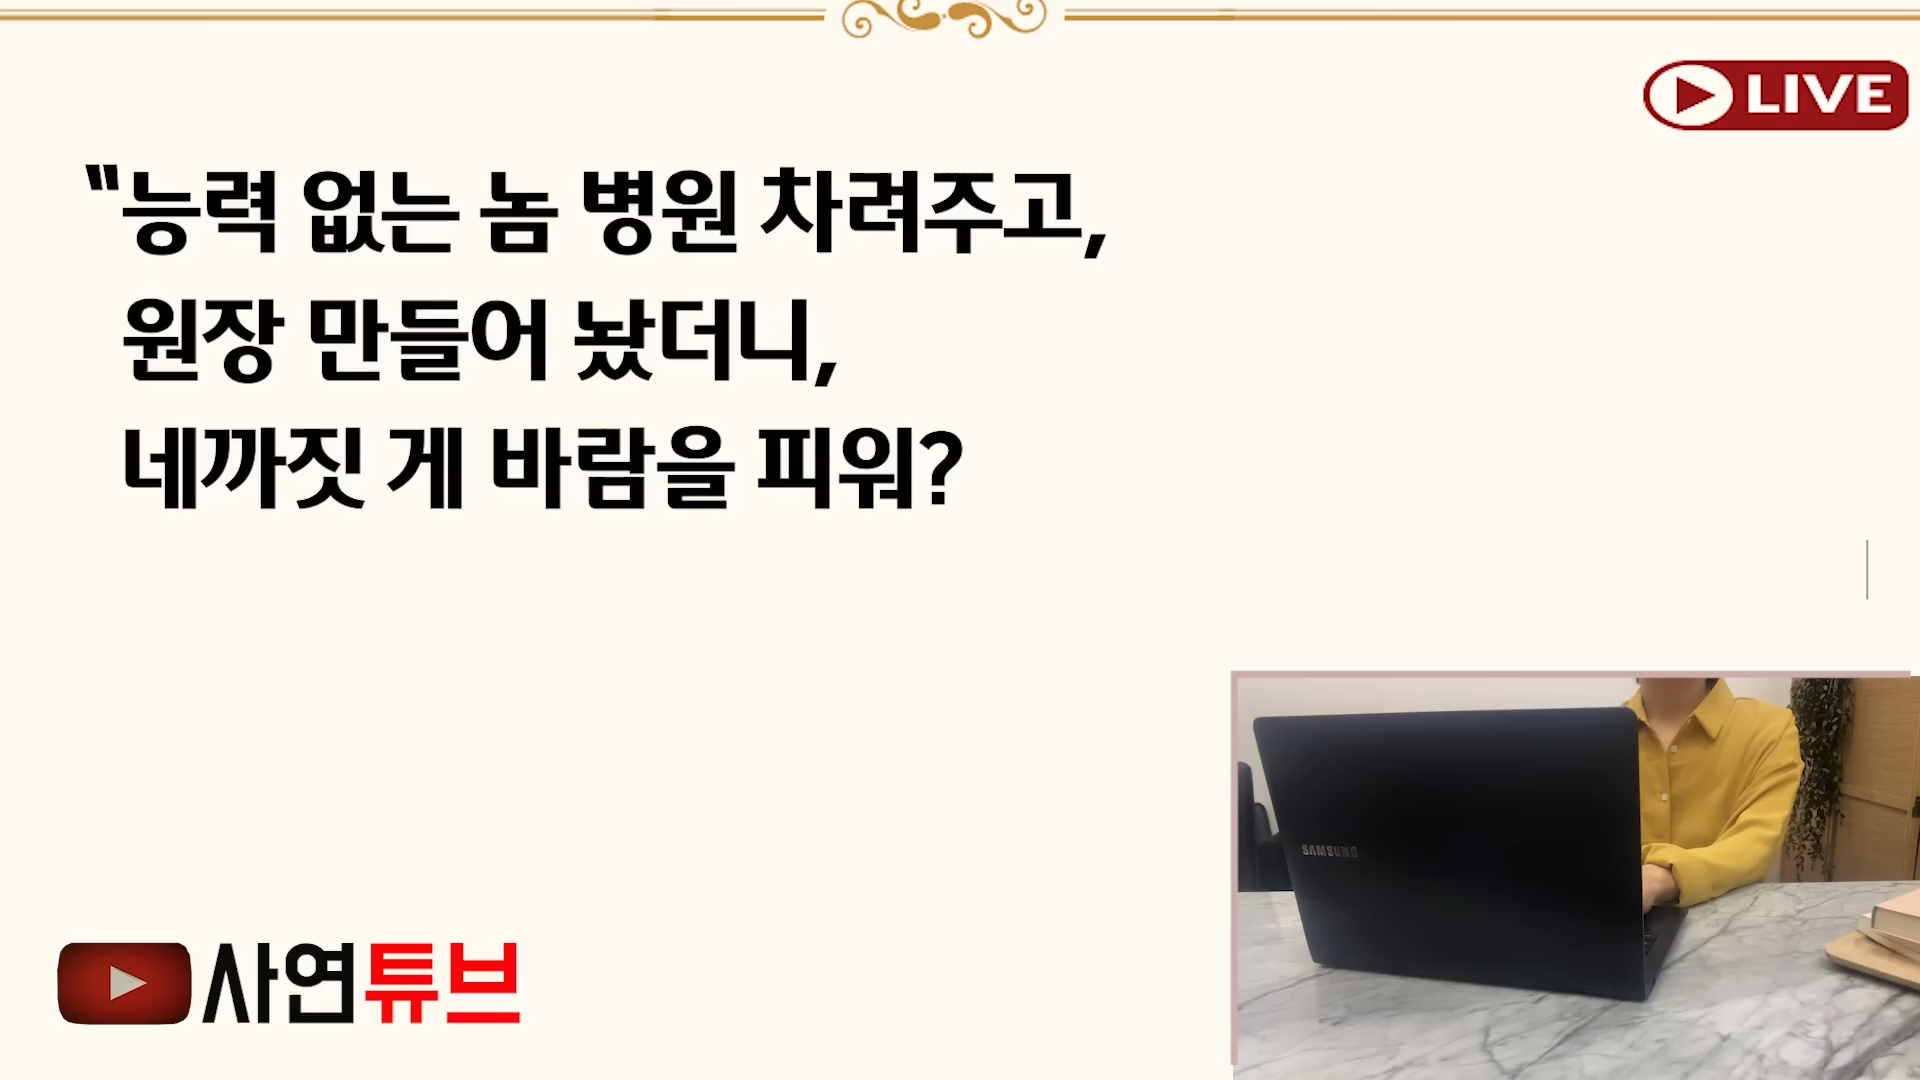 LIVE
“능력 없는 놈 병원 차려주고,
원장 만들어 놨더니,
네까짓 게 바람을 피워?
SAMSUNG
사연튜브